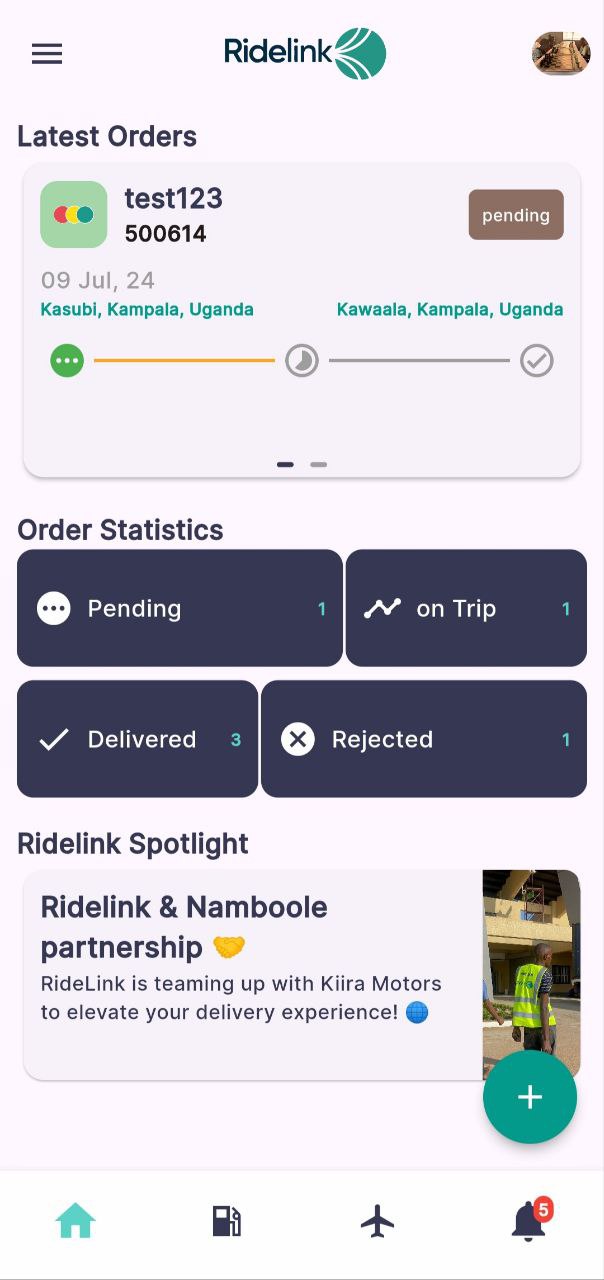 Ridelink
Latest Orders
test123
500614
pending
09 Jul, 24
Kasubi, Kampala, Uganda
Kawaala, Kampala, Uganda
Order Statistics
Pending 1
on Trip 1
Delivered 3
Rejected 1
Ridelink Spotlight
Ridelink & Namboole
partnership 🤝
RideLink is teaming up with Kiira Motors
to elevate your delivery experience! 🌐
5